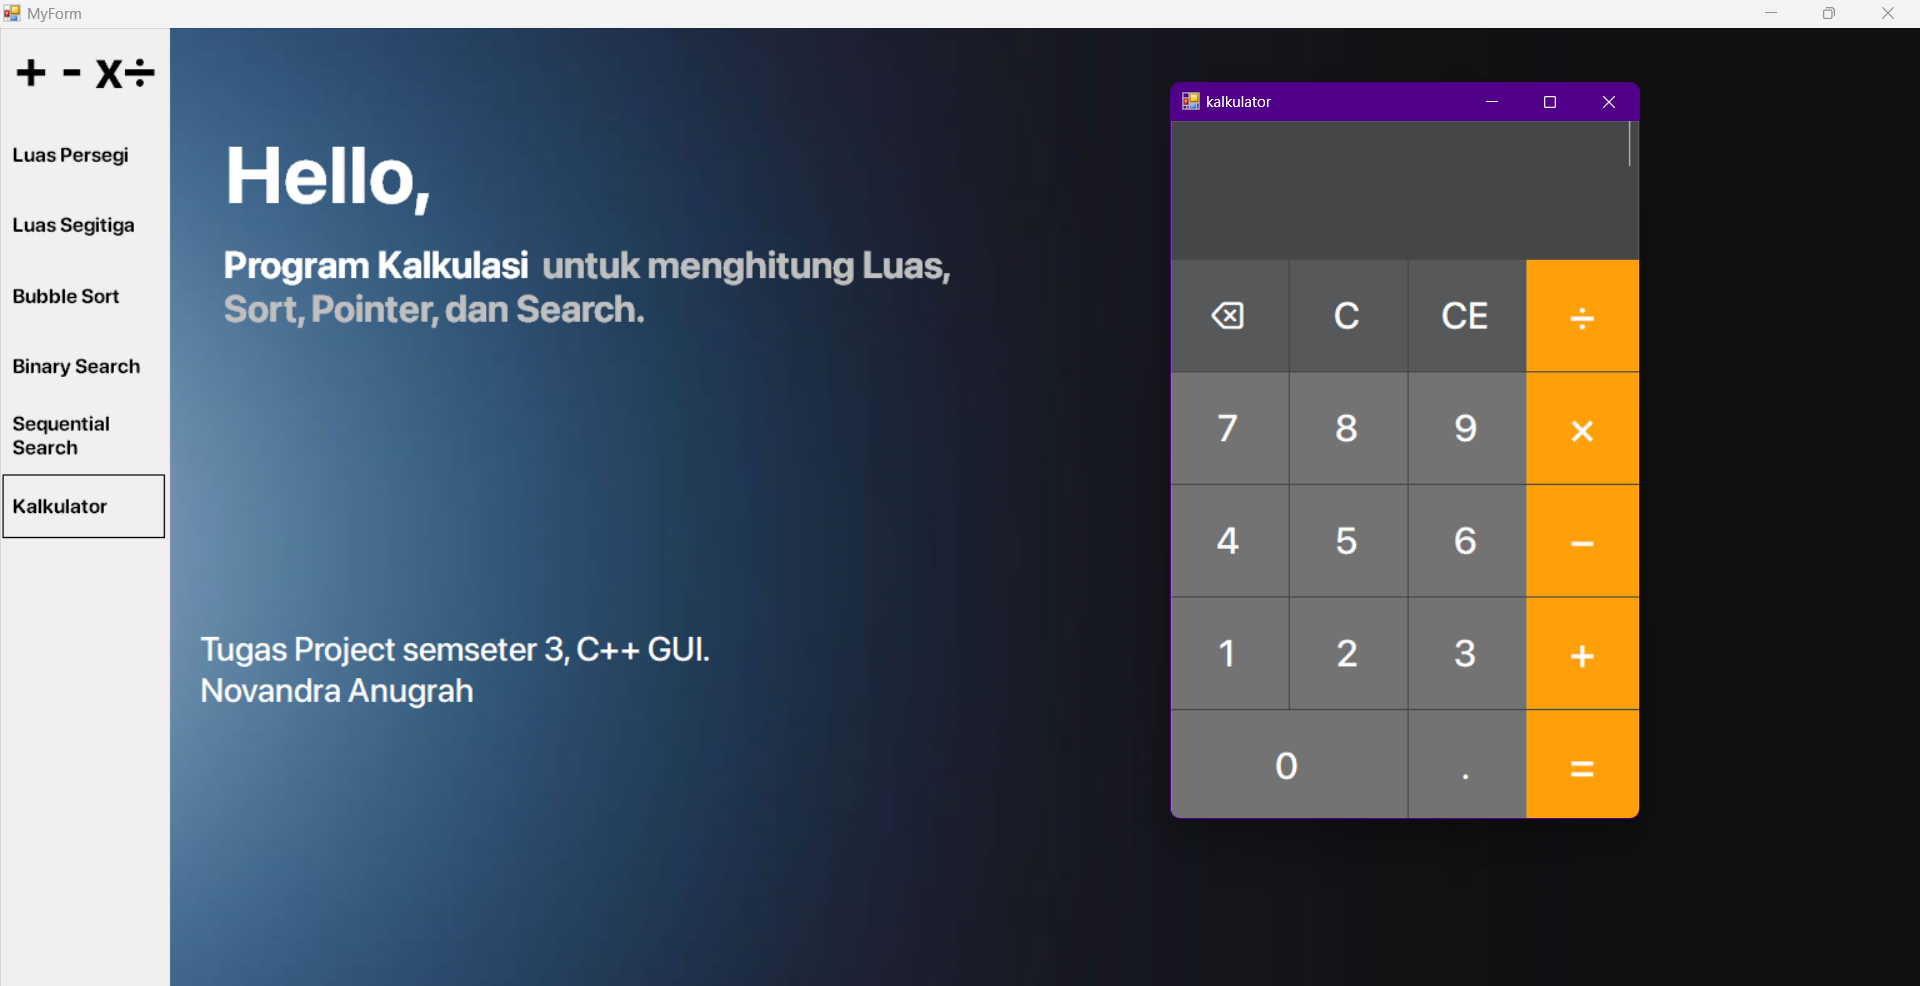 MyForm
+ - x÷
Luas Persegi
Luas Segitiga
Bubble Sort
Binary Search
Sequential
Search
Kalkulator
Hello,
Program Kalkulasi untuk menghitung Luas,
Sort, Pointer, dan Search.
Tugas Project semseter 3, C++ GUI.
Novandra Anugrah
kalkulator
C CE ÷
7 8 9 ×
4 5 6 −
1 2 3 +
0 . =